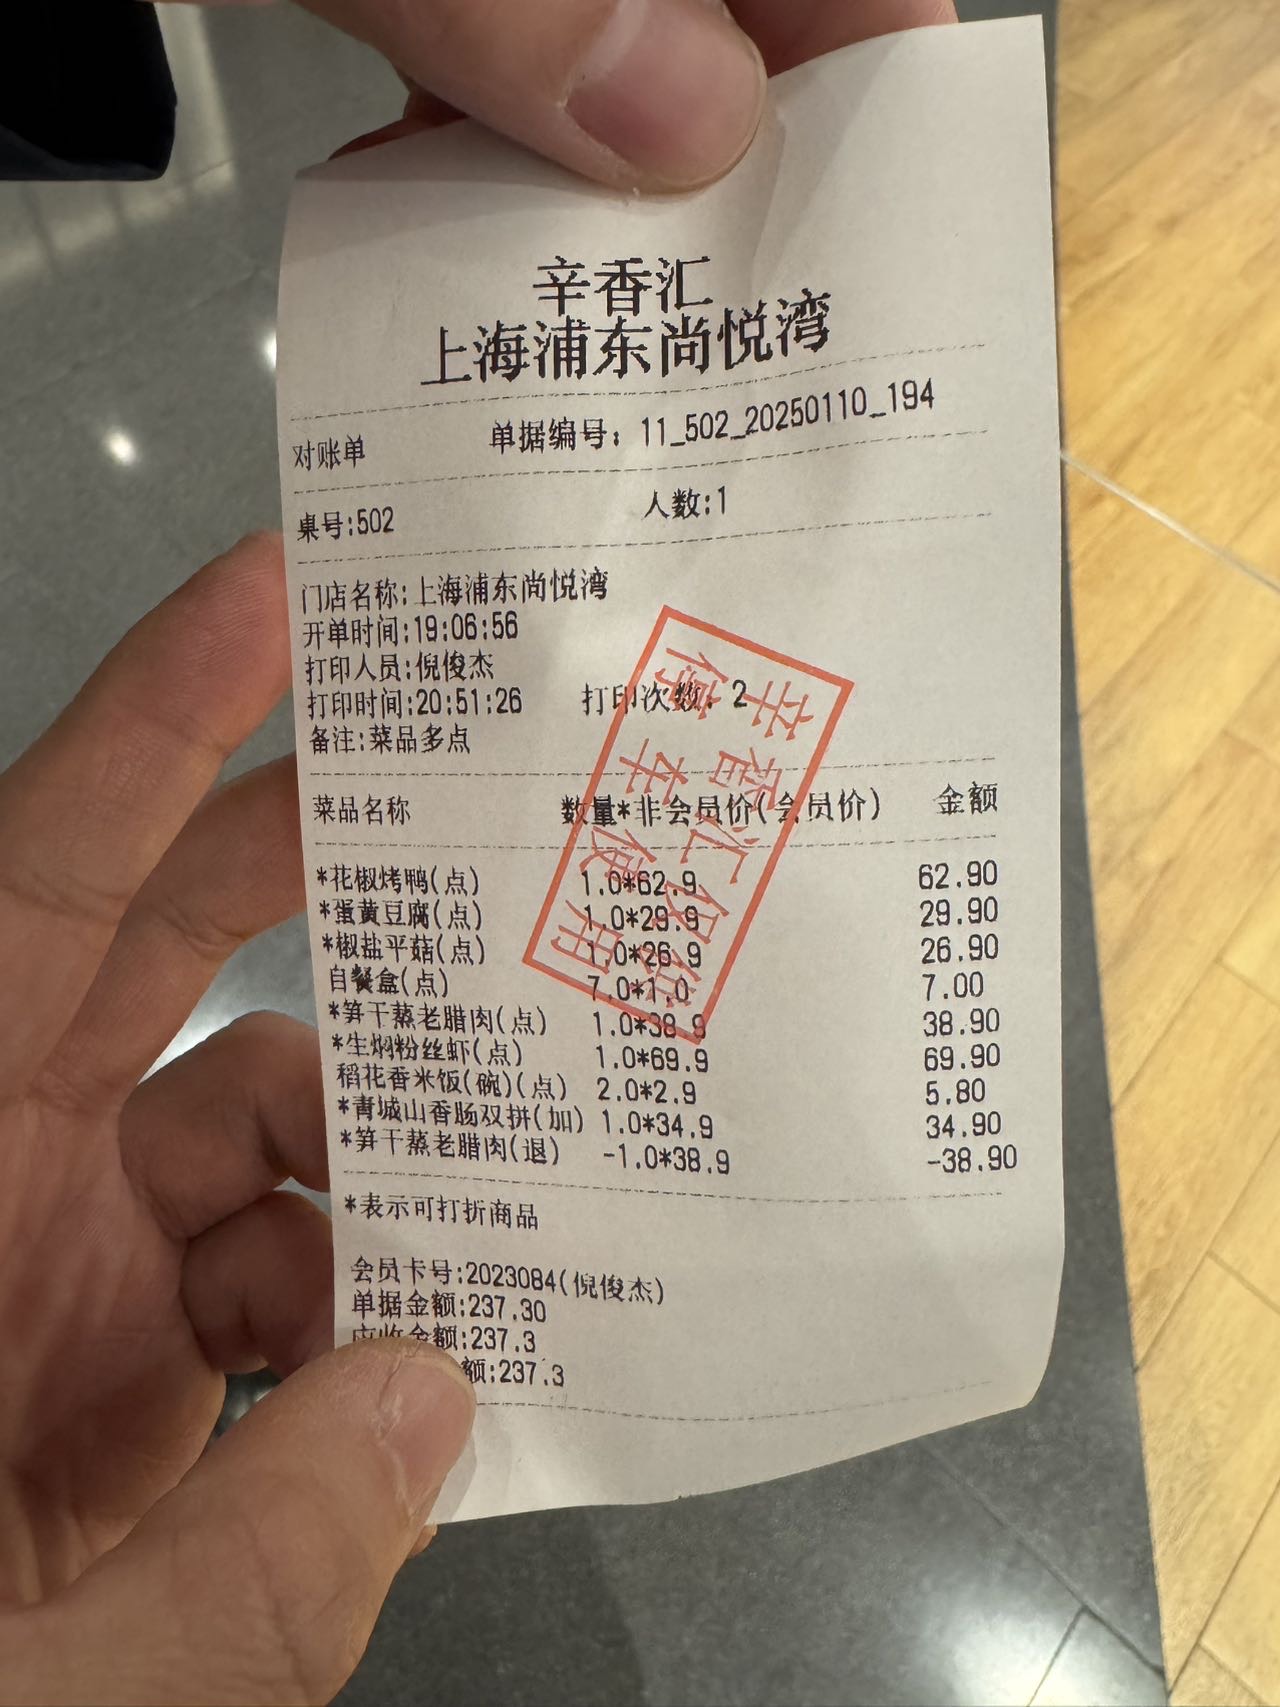 辛香汇
上海浦东尚悦湾
对账单 单据编号：11_502_20250110_194
桌号:502 人数:1
门店名称:上海浦东尚悦湾
开单时间:19:06:56
打印人员:倪俊杰
打印时间:20:51:26 打印次数: 2
备注:菜品多点
菜品名称 数量*非会员价(会员价) 金额
*花椒烤鸭(点) 1.0*62.9 62.90
*蛋黄豆腐(点) 1.0*29.9 29.90
*椒盐平菇(点) 1.0*26.9 26.90
自餐盒(点) 7.0*1.0 7.00
*笋干蒸老腊肉(点) 1.0*38.9 38.90
*生焖粉丝虾(点) 1.0*69.9 69.90
稻花香米饭(碗)(点) 2.0*2.9 5.80
*青城山香肠双拼(加) 1.0*34.9 34.90
*笋干蒸老腊肉(退) -1.0*38.9 -38.90
*表示可打折商品
会员卡号:2023084(倪俊杰)
单据金额:237.30
应收金额:237.3
额:237.3
辛香汇仅供
停车使用